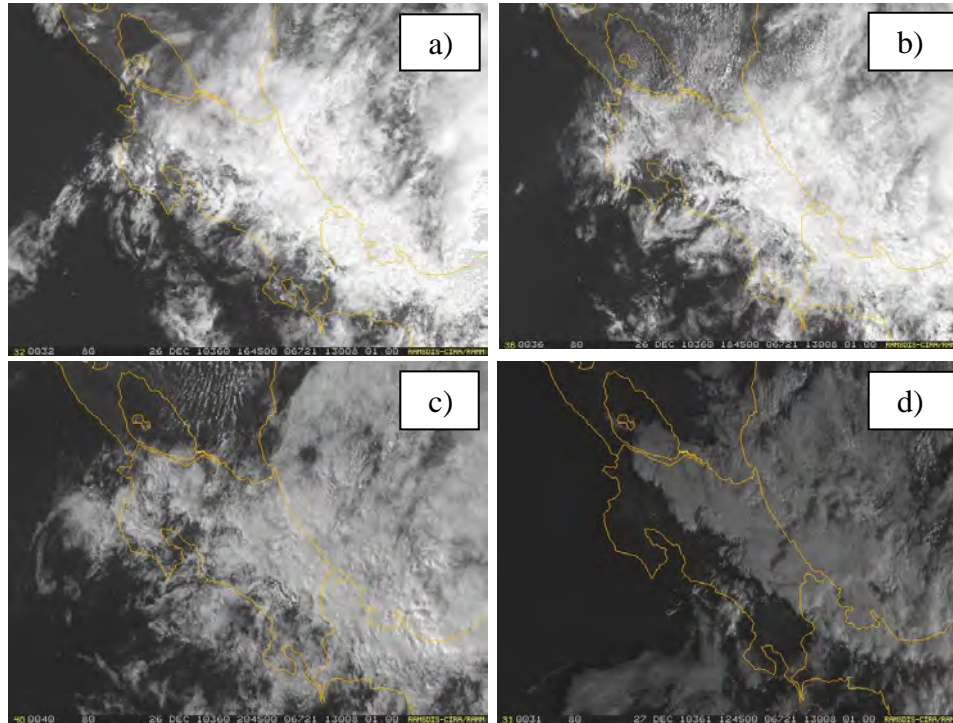 a)
b)
32 0032 80 26 DEC 10360 164500 06721 13008 01.00 RAMSDIS-CIRA/RAMM
36 0036 80 26 DEC 10360 184500 06721 13008 01.00 RAMSDIS-CIRA/RAMM
c)
d)
40 0040 80 26 DEC 10360 204500 06721 13008 01.00 RAMSDIS-CIRA/RAMM
31 0031 80 27 DEC 10361 124500 06721 13008 01.00 RAMSDIS-CIRA/RAMM